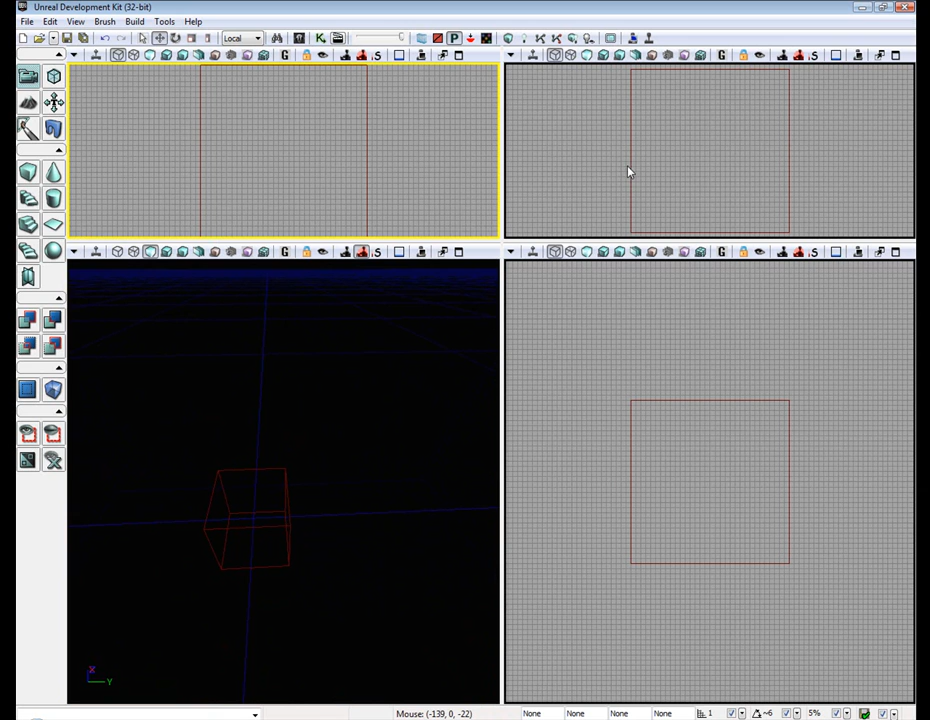 Unreal Development Kit (32-bit)
File Edit View Brush Build Tools Help
Local
P
G S G S
G S G S
X
Y
Mouse: (-139, 0, -22) None None None None 1 ~6 5%